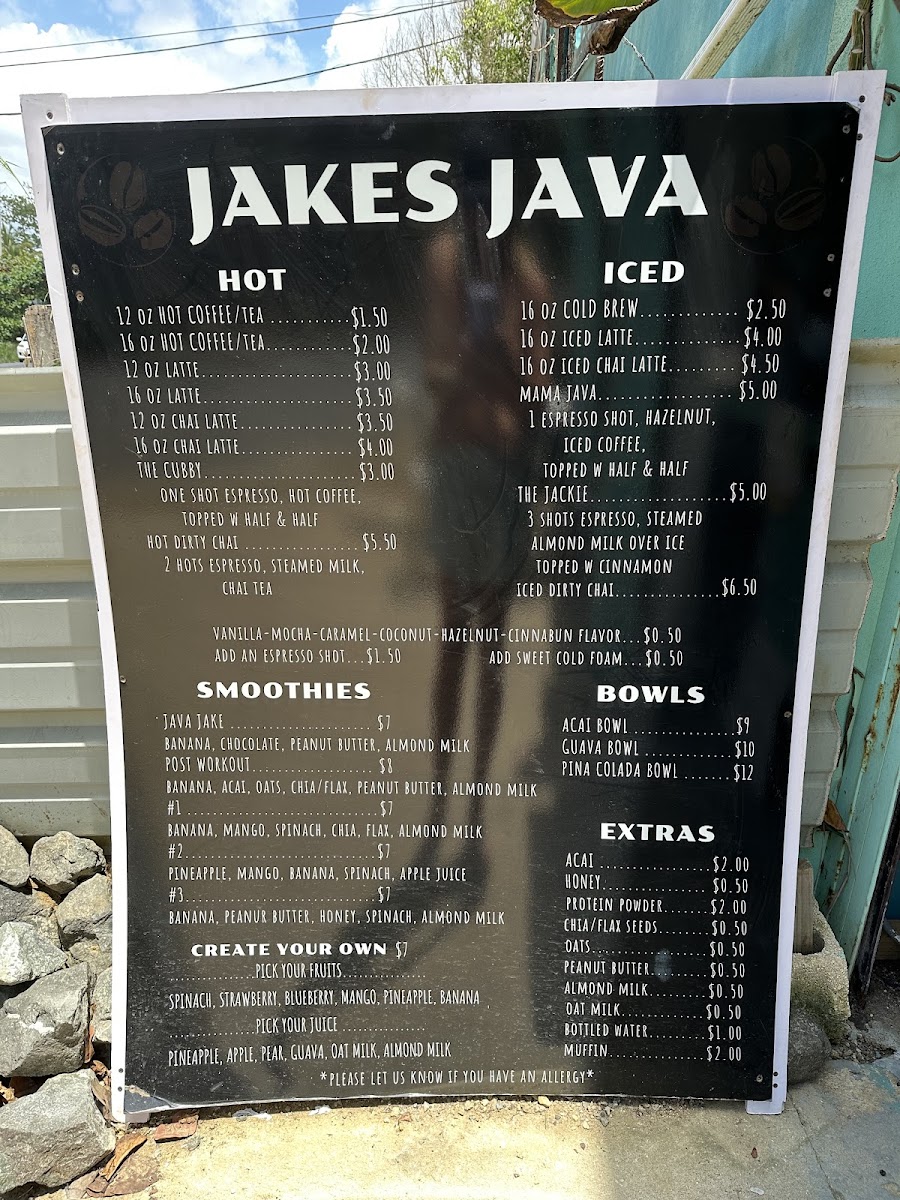 JAKES JAVA
HOT
12 OZ HOT COFFEE/TEA ...........$1.50
16 OZ HOT COFFEE/TEA............$2.00
12 OZ LATTE.....................$3.00
16 OZ LATTE.....................$3.50
12 OZ CHAI LATTE................$3.50
16 OZ CHAI LATTE................$4.00
THE CUBBY.......................$3.00
ONE SHOT ESPRESSO, HOT COFFEE,
TOPPED W HALF & HALF
HOT DIRTY CHAI .................$5.50
2 HOTS ESPRESSO, STEAMED MILK,
CHAI TEA
ICED
16 OZ COLD BREW.............. $2.50
16 OZ ICED LATTE...............$4.00
16 OZ ICED CHAI LATTE.......... $4.50
MAMA JAVA.................... $5.00
1 ESPRESSO SHOT, HAZELNUT,
ICED COFFEE,
TOPPED W HALF & HALF
THE JACKIE...................$5.00
3 SHOTS ESPRESSO, STEAMED
ALMOND MILK OVER ICE
TOPPED W CINNAMON
ICED DIRTY CHAI...............$6.50
VANILLA-MOCHA-CARAMEL-COCONUT-HAZELNUT-CINNABUN FLAVOR...$0.50
ADD AN ESPRESSO SHOT...$1.50 ADD SWEET COLD FOAM...$0.50
SMOOTHIES
JAVA JAKE ..................... $7
BANANA, CHOCOLATE, PEANUT BUTTER, ALMOND MILK
POST WORKOUT.................. $8
BANANA, ACAI, OATS, CHIA/FLAX, PEANUT BUTTER, ALMOND MILK
#1 ............................$7
BANANA, MANGO, SPINACH, CHIA, FLAX, ALMOND MILK
#2............................$7
PINEAPPLE, MANGO, BANANA, SPINACH, APPLE JUICE
#3............................$7
BANANA, PEANUR BUTTER, HONEY, SPINACH, ALMOND MILK
CREATE YOUR OWN $7
................PICK YOUR FRUITS................
SPINACH, STRAWBERRY, BLUEBERRY, MANGO, PINEAPPLE, BANANA
................PICK YOUR JUICE ................
PINEAPPLE, APPLE, PEAR, GUAVA, OAT MILK, ALMOND MILK
BOWLS
ACAI BOWL ...............$9
GUAVA BOWL .............$10
PINA COLADA BOWL .......$12
EXTRAS
ACAI ................$2.00
HONEY................ $0.50
PROTEIN POWDER.......$2.00
CHIA/FLAX SEEDS........$0.50
OATS..................$0.50
PEANUT BUTTER.........$0.50
ALMOND MILK.........$0.50
OAT MILK.............$0.50
BOTTLED WATER........$1.00
MUFFIN...............$2.00
*PLEASE LET US KNOW IF YOU HAVE AN ALLERGY*